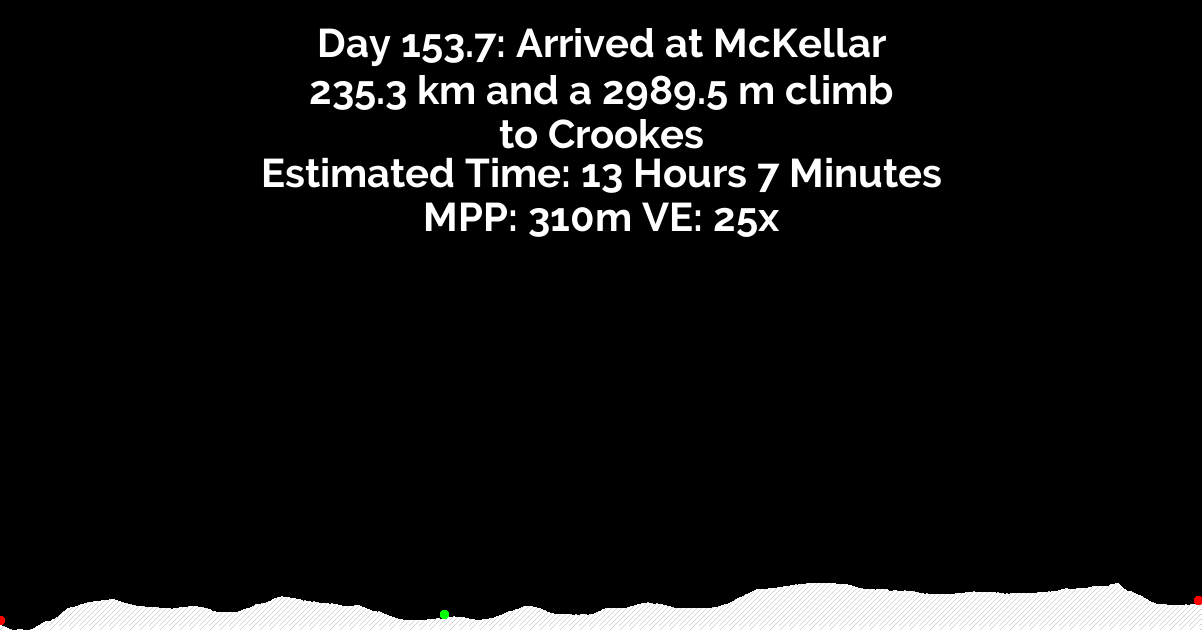 Day 153.7: Arrived at McKellar
235.3 km and a 2989.5 m climb
to Crookes
Estimated Time: 13 Hours 7 Minutes
MPP: 310m VE: 25x